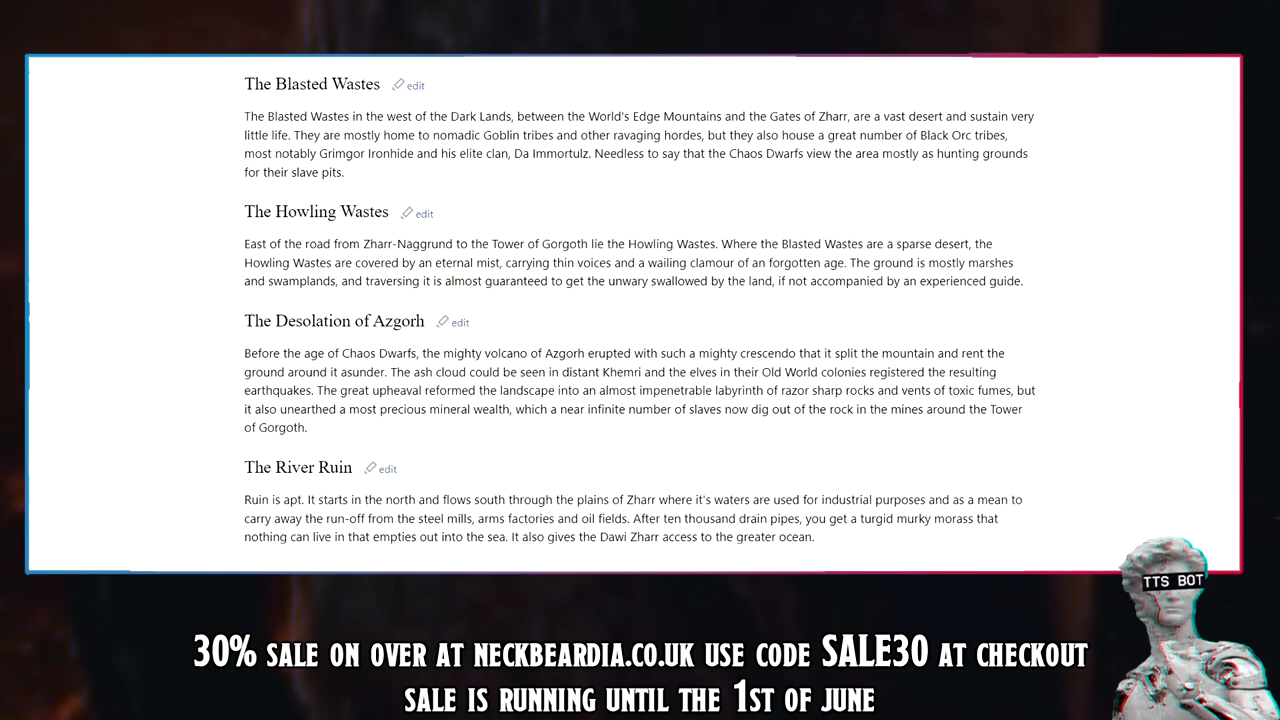 The Blasted Wastes edit
The Blasted Wastes in the west of the Dark Lands, between the World's Edge Mountains and the Gates of Zharr, are a vast desert and sustain very
little life. They are mostly home to nomadic Goblin tribes and other ravaging hordes, but they also house a great number of Black Orc tribes,
most notably Grimgor Ironhide and his elite clan, Da Immortulz. Needless to say that the Chaos Dwarfs view the area mostly as hunting grounds
for their slave pits.
The Howling Wastes edit
East of the road from Zharr-Naggrund to the Tower of Gorgoth lie the Howling Wastes. Where the Blasted Wastes are a sparse desert, the
Howling Wastes are covered by an eternal mist, carrying thin voices and a wailing clamour of an forgotten age. The ground is mostly marshes
and swamplands, and traversing it is almost guaranteed to get the unwary swallowed by the land, if not accompanied by an experienced guide.
The Desolation of Azgorh edit
Before the age of Chaos Dwarfs, the mighty volcano of Azgorh erupted with such a mighty crescendo that it split the mountain and rent the
ground around it asunder. The ash cloud could be seen in distant Khemri and the elves in their Old World colonies registered the resulting
earthquakes. The great upheaval reformed the landscape into an almost impenetrable labyrinth of razor sharp rocks and vents of toxic fumes, but
it also unearthed a most precious mineral wealth, which a near infinite number of slaves now dig out of the rock in the mines around the Tower
of Gorgoth.
The River Ruin edit
Ruin is apt. It starts in the north and flows south through the plains of Zharr where it's waters are used for industrial purposes and as a mean to
carry away the run-off from the steel mills, arms factories and oil fields. After ten thousand drain pipes, you get a turgid murky morass that
nothing can live in that empties out into the sea. It also gives the Dawi Zharr access to the greater ocean.
TTS BOT
30% SALE ON OVER AT NECKBEARDIA.CO.UK USE CODE SALE30 AT CHECKOUT
SALE IS RUNNING UNTIL THE 1ST OF JUNE